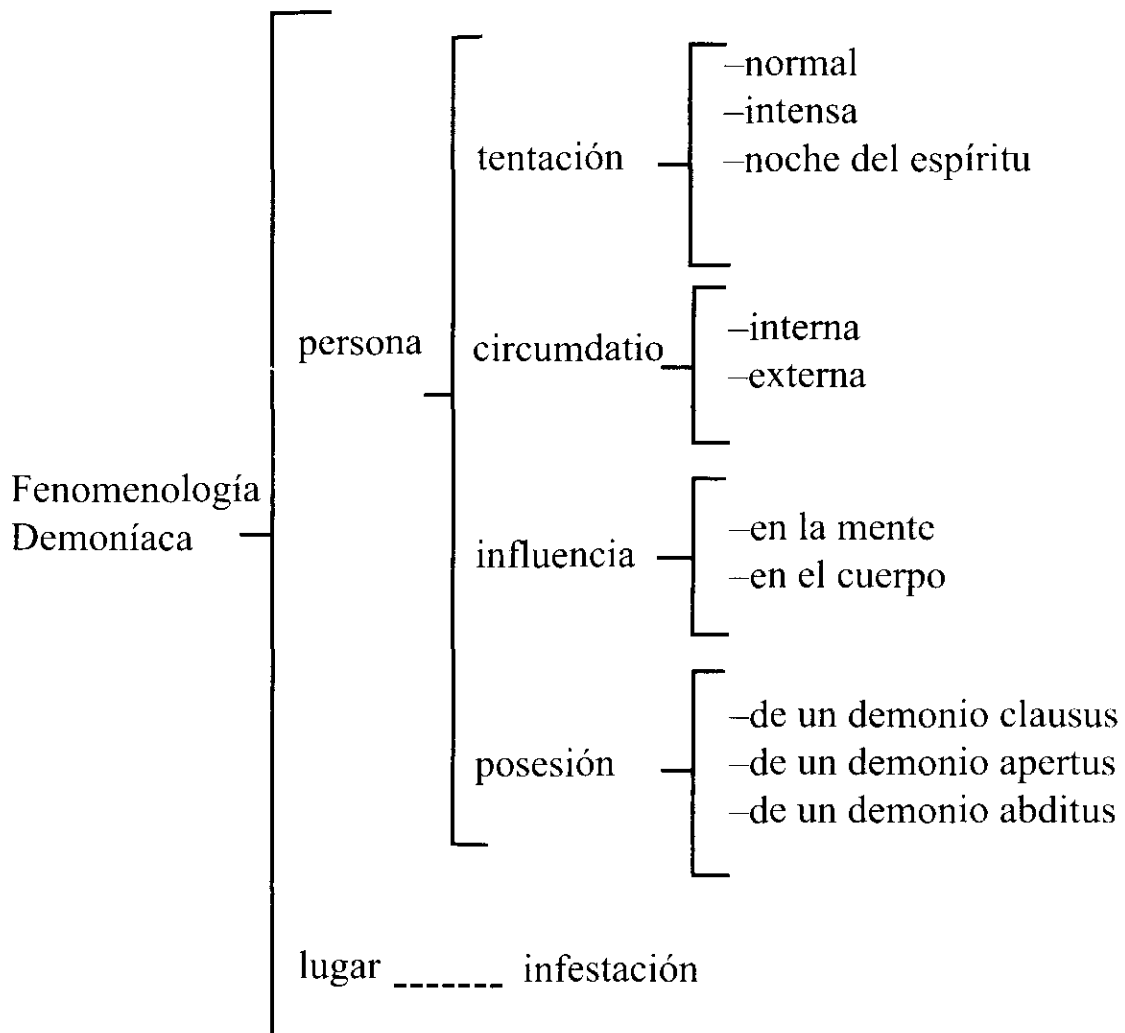 –normal
–intensa
tentación
–noche del espíritu
persona
circumdatio
–interna
–externa
Fenomenología
Demoníaca
influencia
–en la mente
–en el cuerpo
posesión
–de un demonio clausus
–de un demonio apertus
–de un demonio abditus
lugar ------- infestación